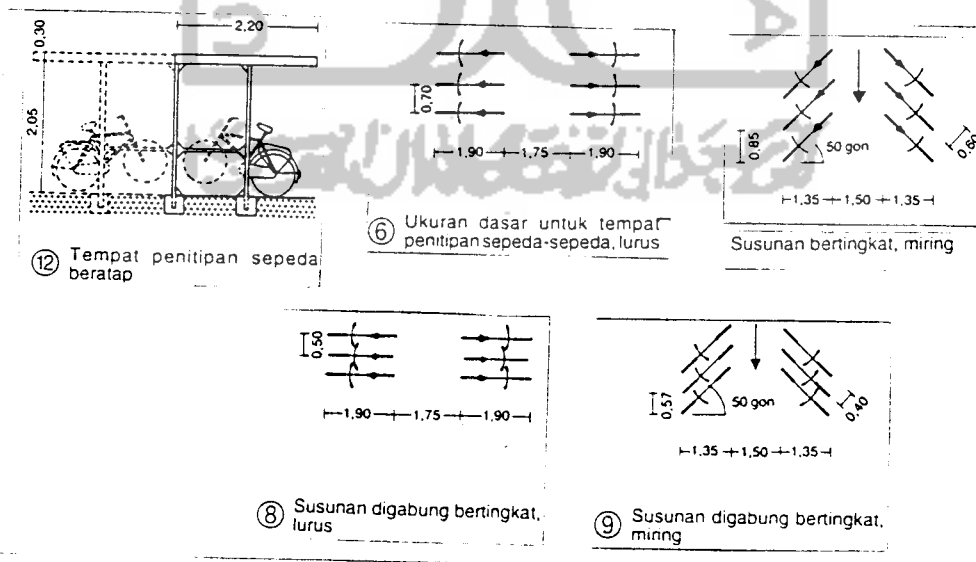 0,30
2,20
2,05
⑫ Tempat penitipan sepeda
beratap
0,70
1,90 1,75 1,90
⑥ Ukuran dasar untuk tempat
penitipan sepeda-sepeda, lurus
0,85
50 gon
0,60
1,35 1,50 1,35
Susunan bertingkat, miring
0,50
1,90 1,75 1,90
⑧ Susunan digabung bertingkat,
lurus
0,57
50 gon
0,40
1,35 1,50 1,35
⑨ Susunan digabung bertingkat,
miring